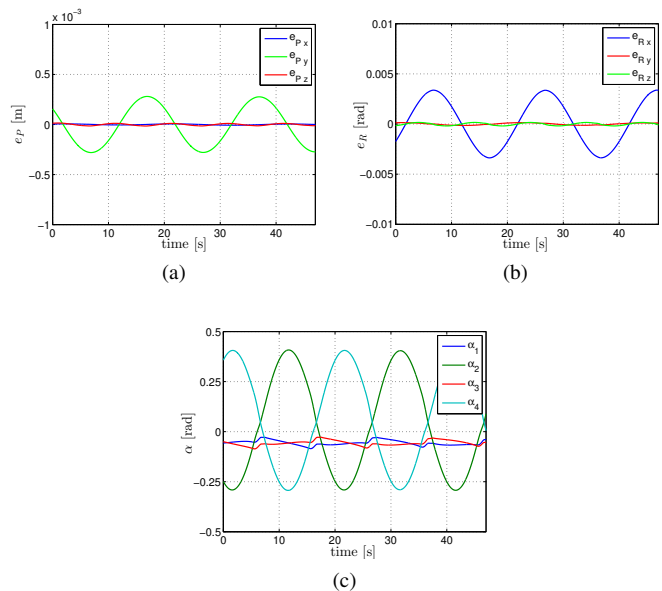 x 10⁻³
1
0.5
0
−0.5
−1
0 10 20 30 40
e_P [m]
time [s]
e_P x
e_P y
e_P z
(a)
0.01
0.005
0
−0.005
−0.01
0 10 20 30 40
e_R [rad]
time [s]
e_R x
e_R y
e_R z
(b)
0.5
0.25
0
−0.25
−0.5
0 10 20 30 40
α [rad]
time [s]
α_1
α_2
α_3
α_4
(c)